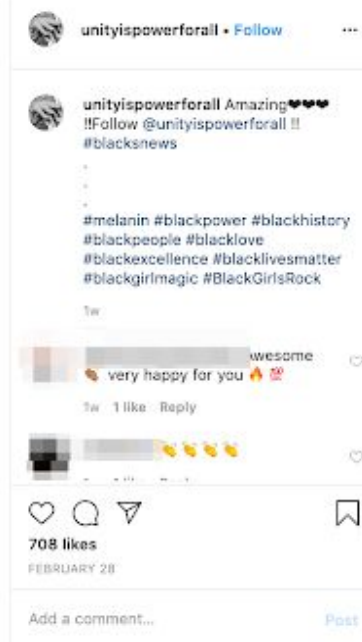 unityispowerforall • Follow
unityispowerforall Amazing❤❤❤
!!Follow @unityispowerforall !!
#blacksnews
.
.
.
#melanin #blackpower #blackhistory
#blackpeople #blacklove
#blackexcellence #blacklivesmatter
#blackgirlmagic #BlackGirlsRock
1w
very happy for you 🔥 💯
1w 1 like Reply
👏👏👏👏
708 likes
FEBRUARY 28
Add a comment...
Post